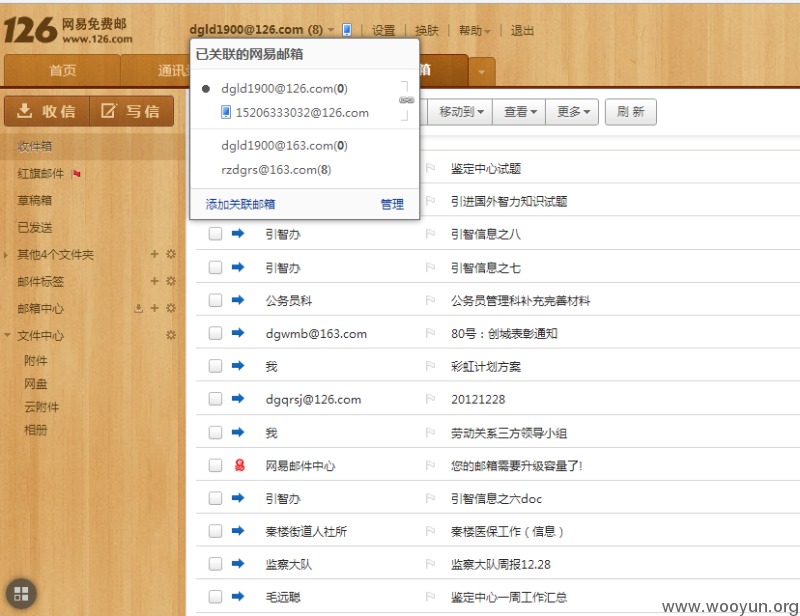 126 网易免费邮
www.126.com
dgld1900@126.com (8) 设置 | 换肤 | 帮助 | 退出
首页 通讯
已关联的网易邮箱
dgld1900@126.com(0)
15206333032@126.com
dgld1900@163.com(0)
rzdgrs@163.com(8)
添加关联邮箱 管理
收信 写信
移动到 查看 更多 刷 新
收件箱
红旗邮件
草稿箱
已发送
其他4个文件夹
邮件标签
邮箱中心
文件中心
附件
网盘
云附件
相册
鉴定中心试题
引进国外智力知识试题
引智办 引智信息之八
引智办 引智信息之七
公务员科 公务员管理科补充完善材料
dgwmb@163.com 80号：创城表彰通知
我 彩虹计划方案
dgqrsj@126.com 20121228
我 劳动关系三方领导小组
网易邮件中心 您的邮箱需要升级容量了!
引智办 引智信息之六doc
秦楼街道人社所 秦楼医保工作（信息）
监察大队 监察大队周报12.28
毛远聪 鉴定中心一周工作汇总
www.wooyun.org